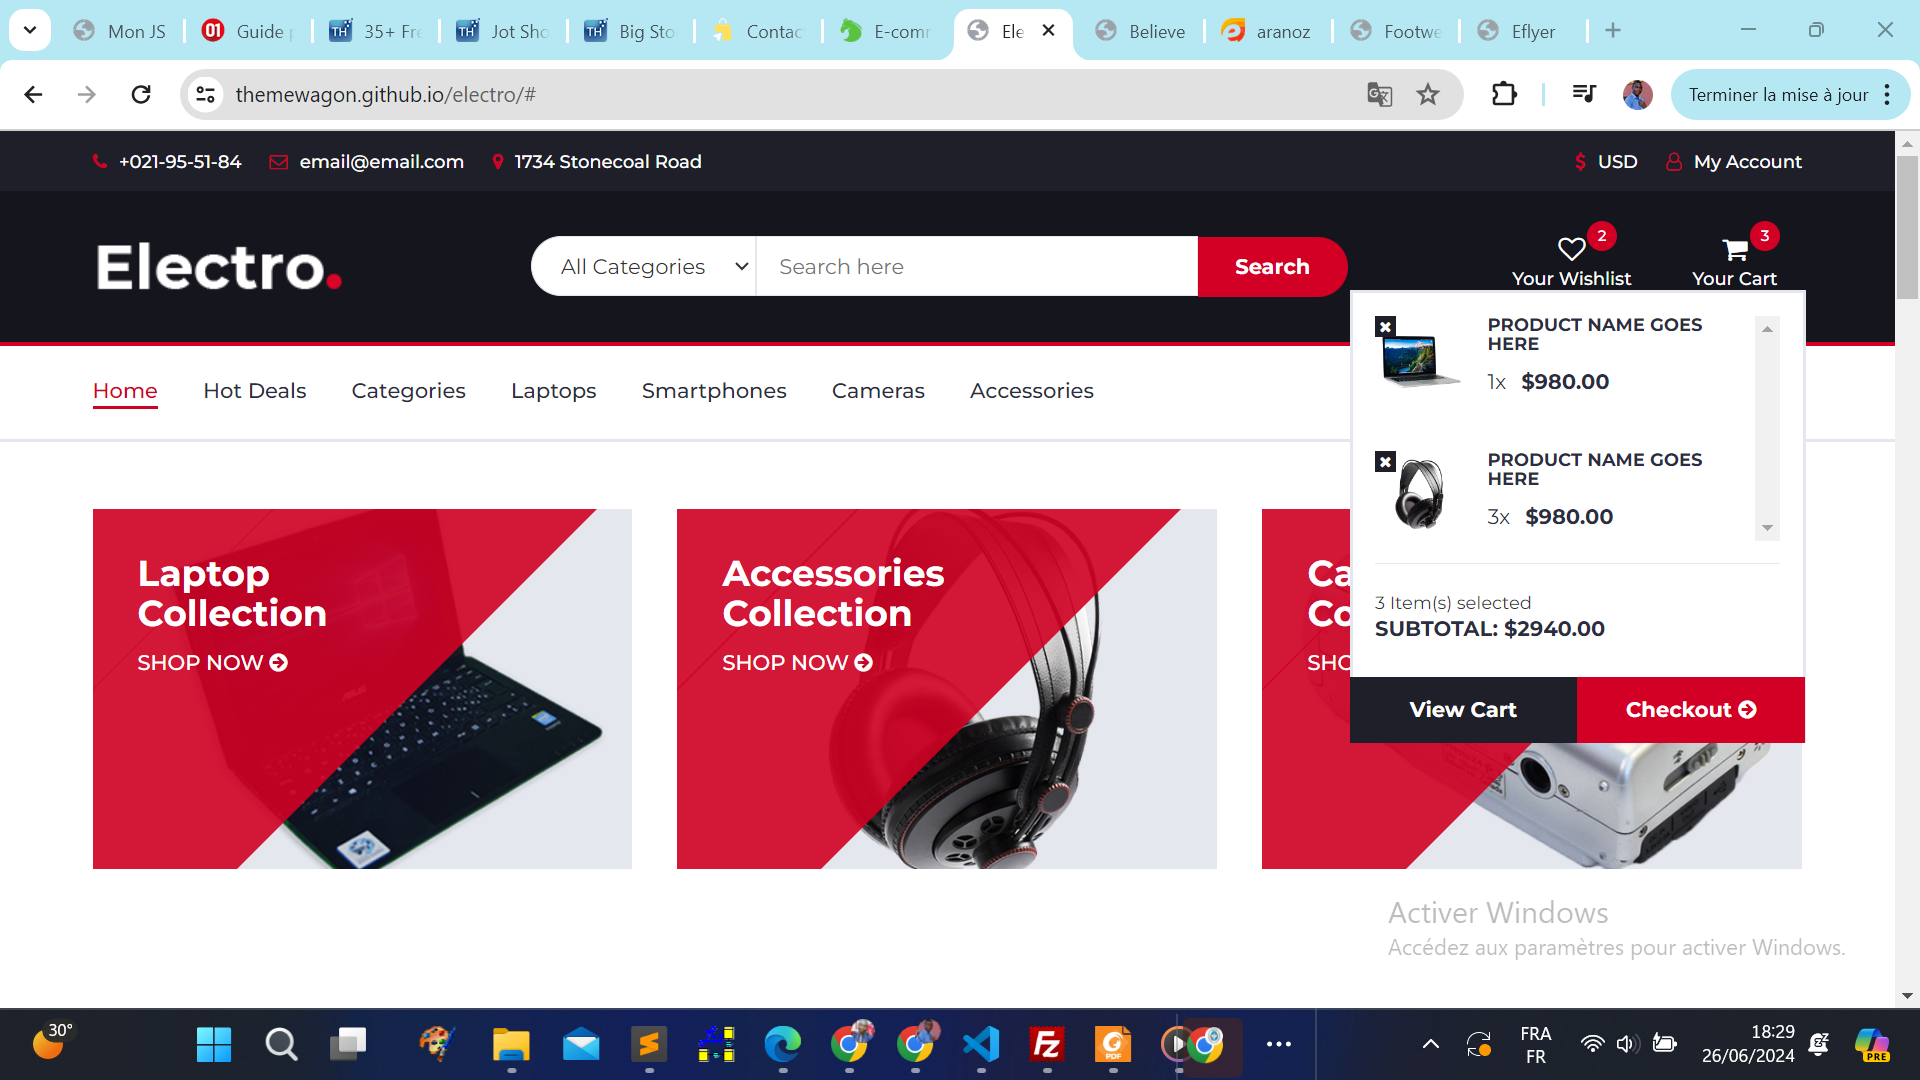 Mon JS
Guide
35+ Fre
Jot Sho
Big Sto
Contac
E-comm
Ele
Believe
aranoz
Footwe
Eflyer
themewagon.github.io/electro/#
Terminer la mise à jour
+021-95-51-84
email@email.com
1734 Stonecoal Road
$ USD
My Account
Electro.
All Categories
Search here
Search
2
Your Wishlist
3
Your Cart
Home
Hot Deals
Categories
Laptops
Smartphones
Cameras
Accessories
PRODUCT NAME GOES
HERE
1x $980.00
PRODUCT NAME GOES
HERE
3x $980.00
3 Item(s) selected
SUBTOTAL: $2940.00
View Cart
Checkout
Laptop
Collection
SHOP NOW
Accessories
Collection
SHOP NOW
Ca
Co
SHO
Activer Windows
Accédez aux paramètres pour activer Windows.
30°
FRA
FR
18:29
26/06/2024
PRE